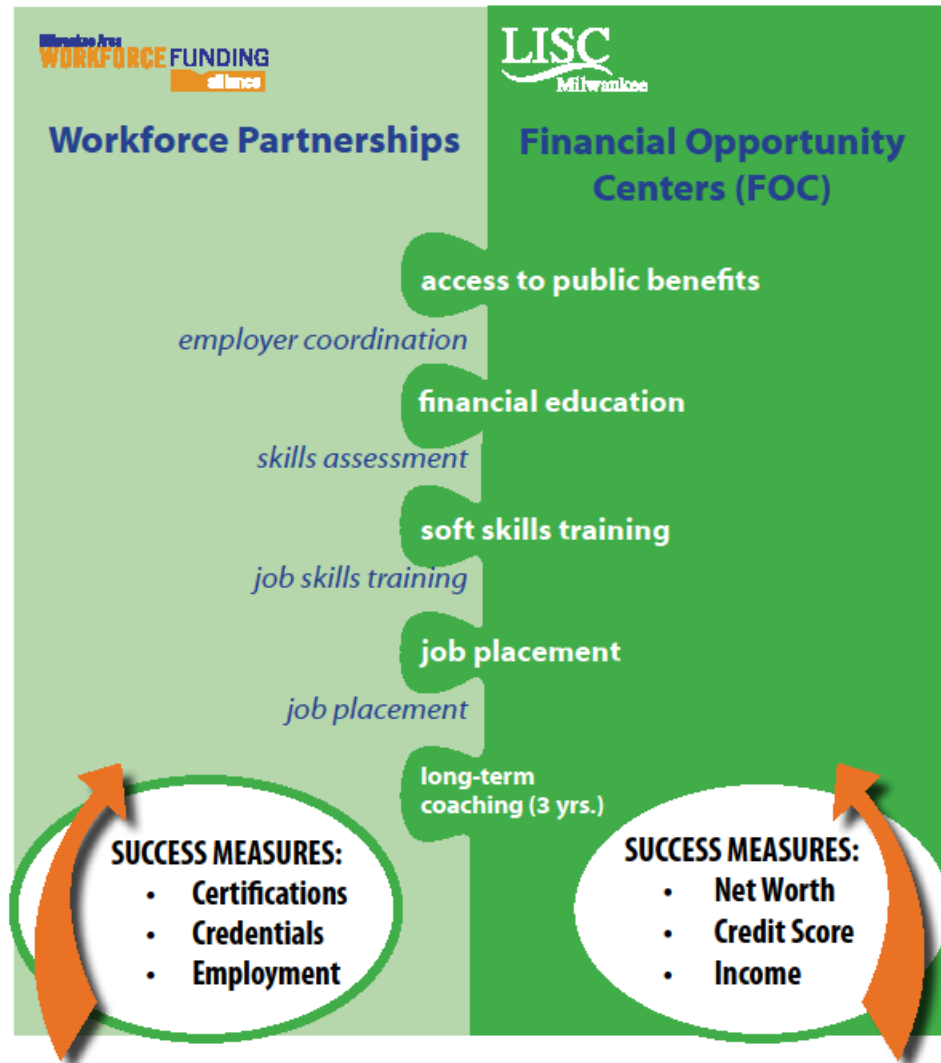 Milwaukee Area
WORKFORCE FUNDING
alliance
LISC
Milwaukee
Workforce Partnerships
Financial Opportunity
Centers (FOC)
access to public benefits
employer coordination
financial education
skills assessment
soft skills training
job skills training
job placement
job placement
long-term
coaching (3 yrs.)
SUCCESS MEASURES:
• Certifications
• Credentials
• Employment
SUCCESS MEASURES:
• Net Worth
• Credit Score
• Income